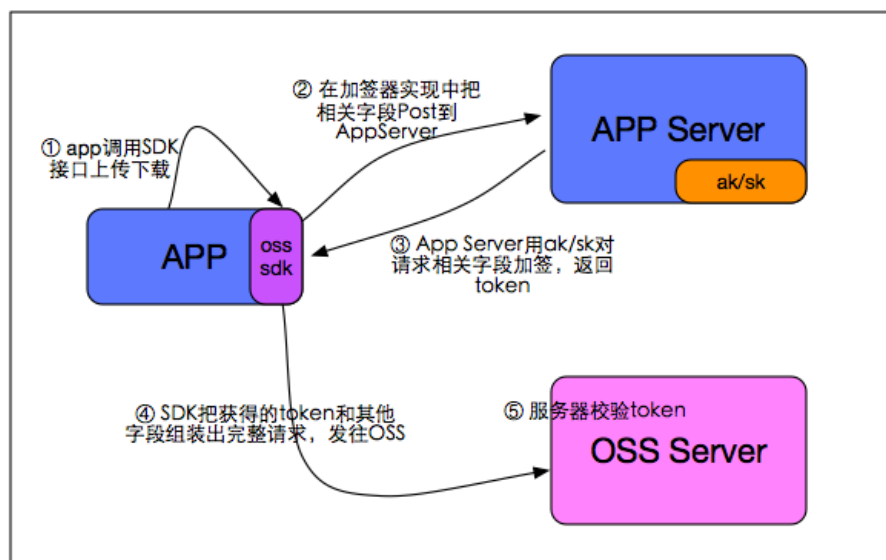 ② 在加签器实现中把
相关字段Post到
AppServer
APP Server
ak/sk
① app调用SDK
接口上传下载
APP
oss
sdk
③ App Server用ak/sk对
请求相关字段加签，返回
token
④ SDK把获得的token和其他
字段组装出完整请求，发往OSS
⑤ 服务器校验token
OSS Server